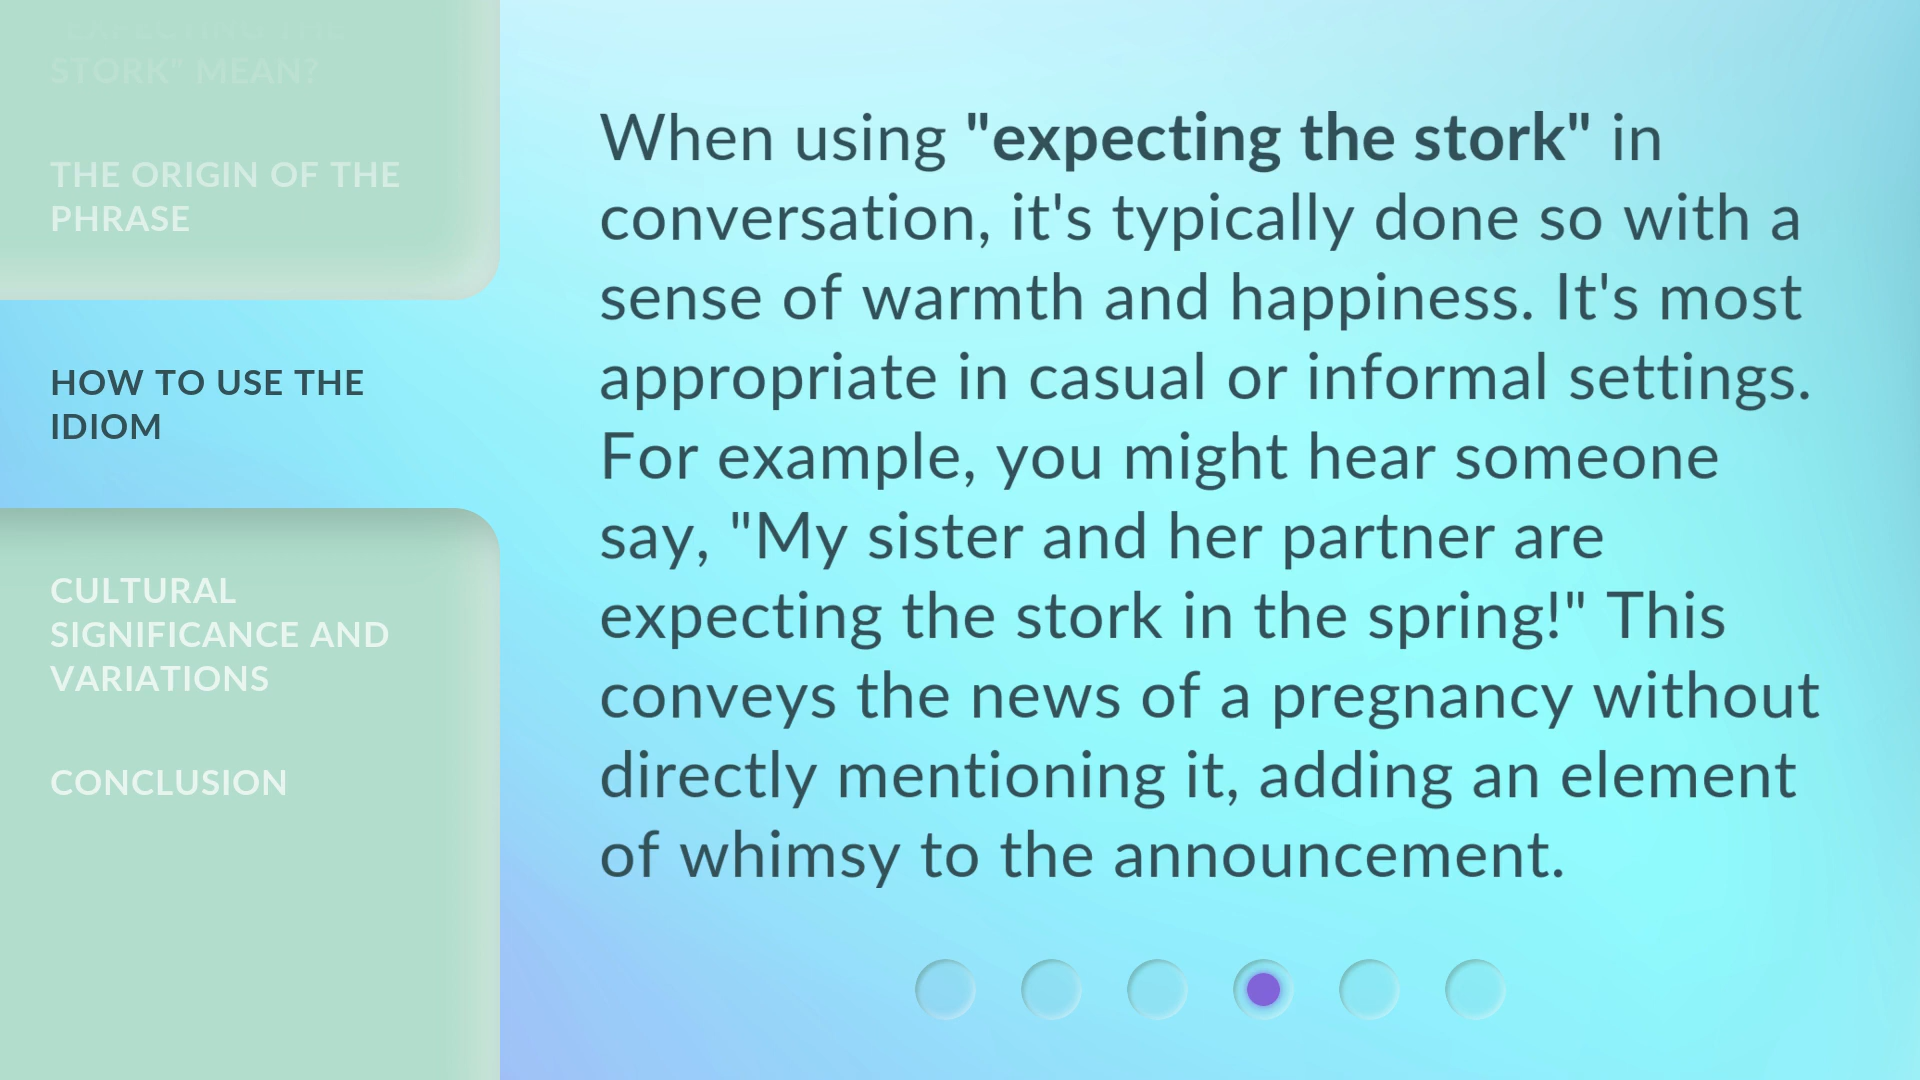 "EXPECTING THE
STORK" MEAN?
THE ORIGIN OF THE
PHRASE
HOW TO USE THE
IDIOM
CULTURAL
SIGNIFICANCE AND
VARIATIONS
CONCLUSION
When using "expecting the stork" in
conversation, it's typically done so with a
sense of warmth and happiness. It's most
appropriate in casual or informal settings.
For example, you might hear someone
say, "My sister and her partner are
expecting the stork in the spring!" This
conveys the news of a pregnancy without
directly mentioning it, adding an element
of whimsy to the announcement.